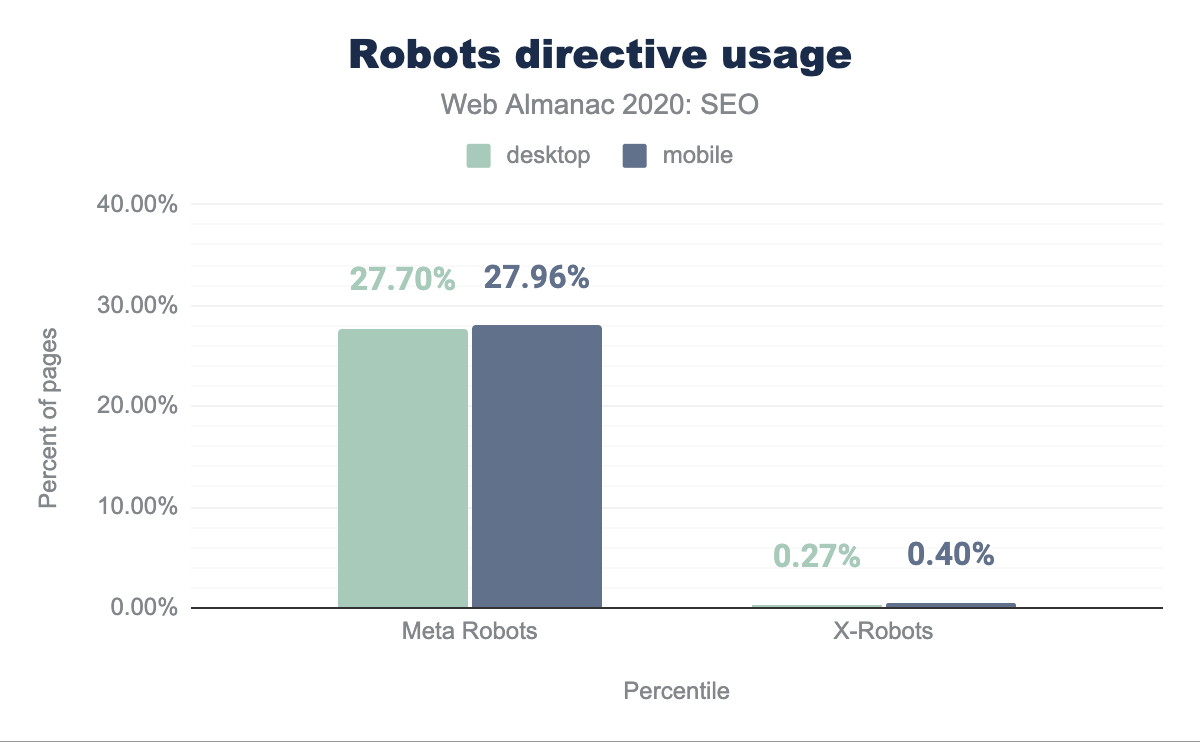 Robots directive usage
Web Almanac 2020: SEO
desktop mobile
40.00%
27.70% 27.96%
30.00%
Percent of pages
20.00%
10.00%
0.27% 0.40%
0.00%
Meta Robots X-Robots
Percentile